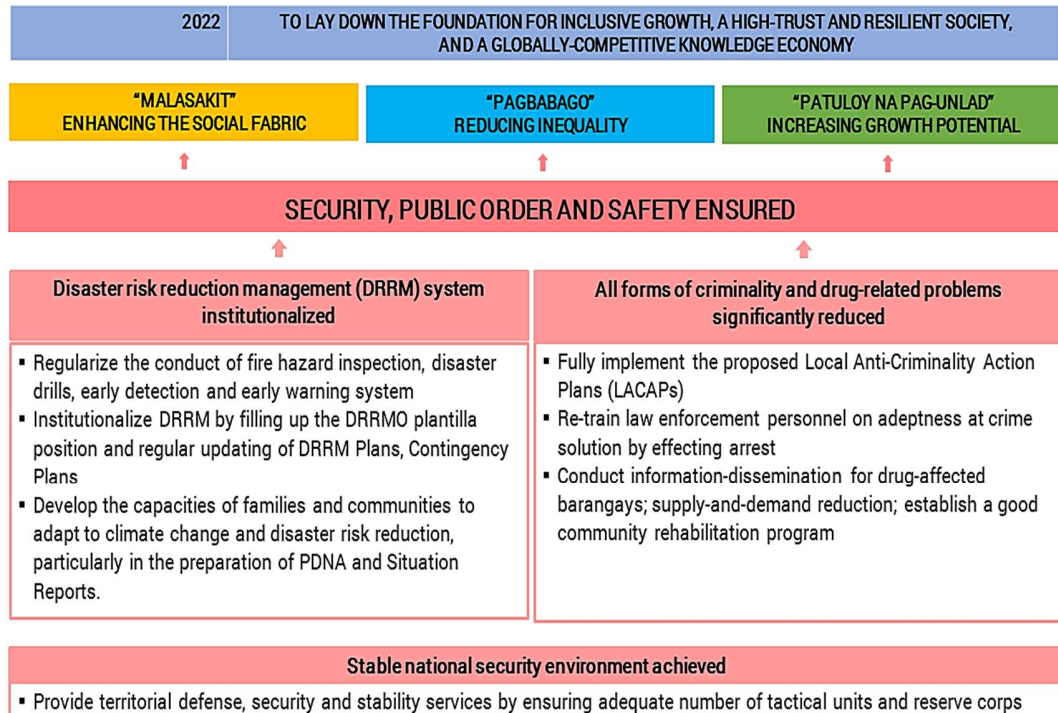 2022
TO LAY DOWN THE FOUNDATION FOR INCLUSIVE GROWTH, A HIGH-TRUST AND RESILIENT SOCIETY,
AND A GLOBALLY-COMPETITIVE KNOWLEDGE ECONOMY
“MALASAKIT”
ENHANCING THE SOCIAL FABRIC
“PAGBABAGO”
REDUCING INEQUALITY
“PATULOY NA PAG-UNLAD”
INCREASING GROWTH POTENTIAL
SECURITY, PUBLIC ORDER AND SAFETY ENSURED
Disaster risk reduction management (DRRM) system
institutionalized
▪ Regularize the conduct of fire hazard inspection, disaster
drills, early detection and early warning system
▪ Institutionalize DRRM by filling up the DRRMO plantilla
position and regular updating of DRRM Plans, Contingency
Plans
▪ Develop the capacities of families and communities to
adapt to climate change and disaster risk reduction,
particularly in the preparation of PDNA and Situation
Reports.
All forms of criminality and drug-related problems
significantly reduced
▪ Fully implement the proposed Local Anti-Criminality Action
Plans (LACAPs)
▪ Re-train law enforcement personnel on adeptness at crime
solution by effecting arrest
▪ Conduct information-dissemination for drug-affected
barangays; supply-and-demand reduction; establish a good
community rehabilitation program
Stable national security environment achieved
▪ Provide territorial defense, security and stability services by ensuring adequate number of tactical units and reserve corps